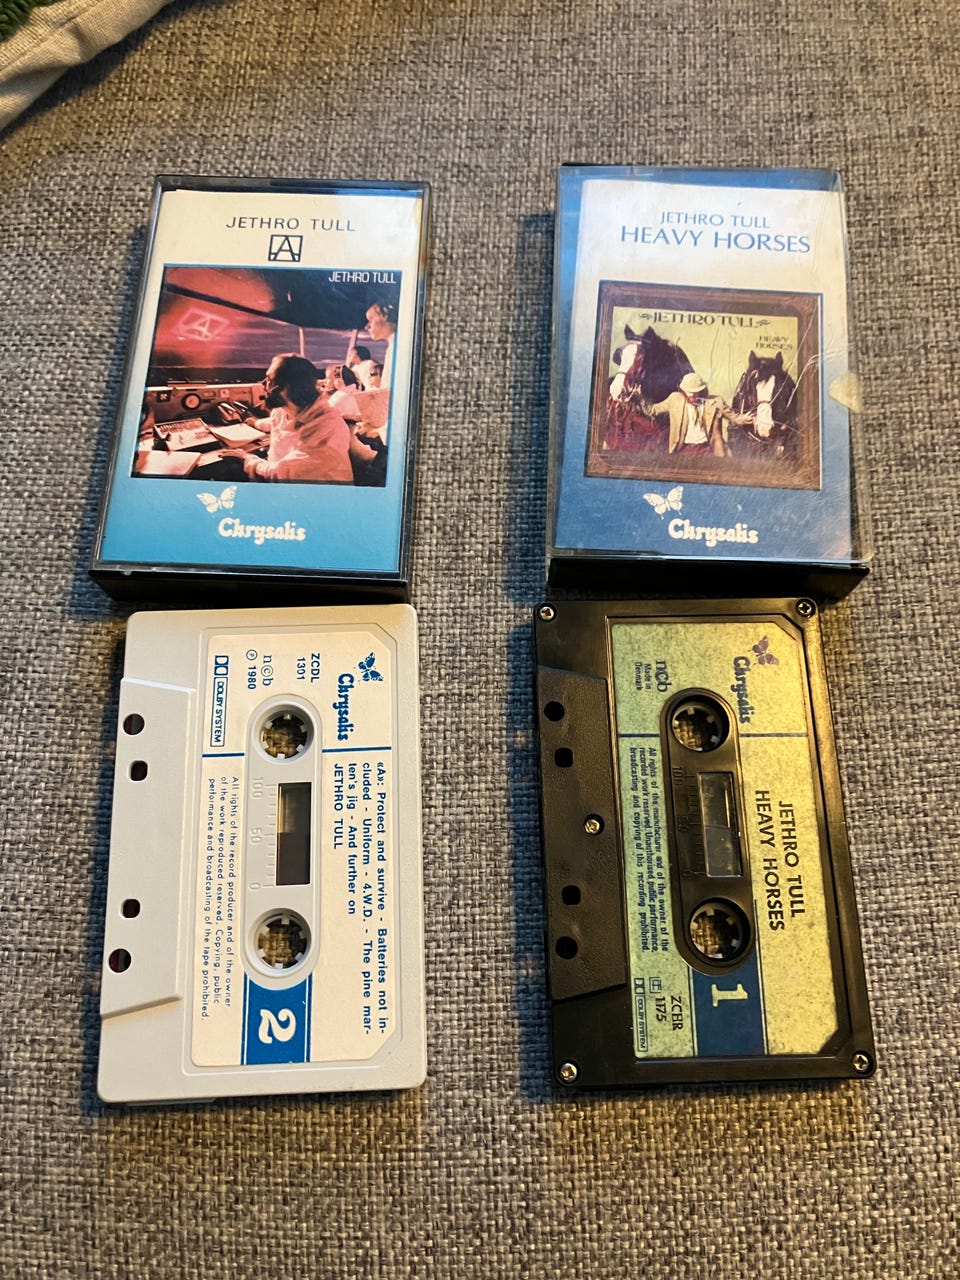 JETHRO TULL
A
JETHRO TULL
A
Chrysalis
JETHRO TULL
HEAVY HORSES
JETHRO TULL
HEAVY
HORSES
Chrysalis
Chrysalis
ZCDL
1301
ncb
℗ 1980
DOLBY SYSTEM
«A»: Protect and survive - Batteries not in-
cluded - Uniform - 4.W.D. - The pine mar-
ten's jig - And further on
JETHRO TULL
100 50 0
All rights of the record producer and of the owner
of the work reproduced reserved. Copying, public
performance and broadcasting of the tape prohibited.
2
Chrysalis
ncb
Made in
Denmark
JETHRO TULL
HEAVY HORSES
100 50
All rights of the manufacturer and of the owner of the
recorded work reserved. Unauthorized public performance,
broadcasting and copying of this recording prohibited.
1
ZCHR
1175
DOLBY SYSTEM